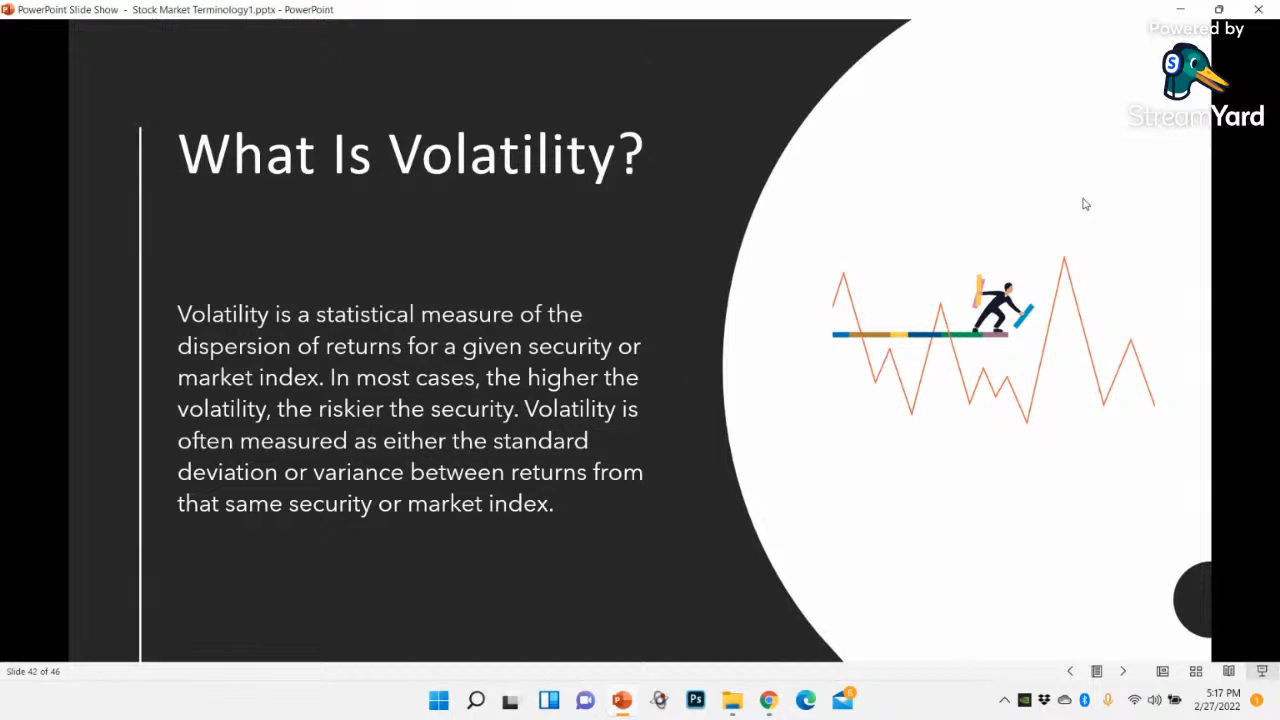 PowerPoint Slide Show - Stock Market Terminology1.pptx - PowerPoint
Powered by
S
StreamYard
What Is Volatility?
Volatility is a statistical measure of the
dispersion of returns for a given security or
market index. In most cases, the higher the
volatility, the riskier the security. Volatility is
often measured as either the standard
deviation or variance between returns from
that same security or market index.
Slide 42 of 46
Ps
6
5:17 PM
2/27/2022
1